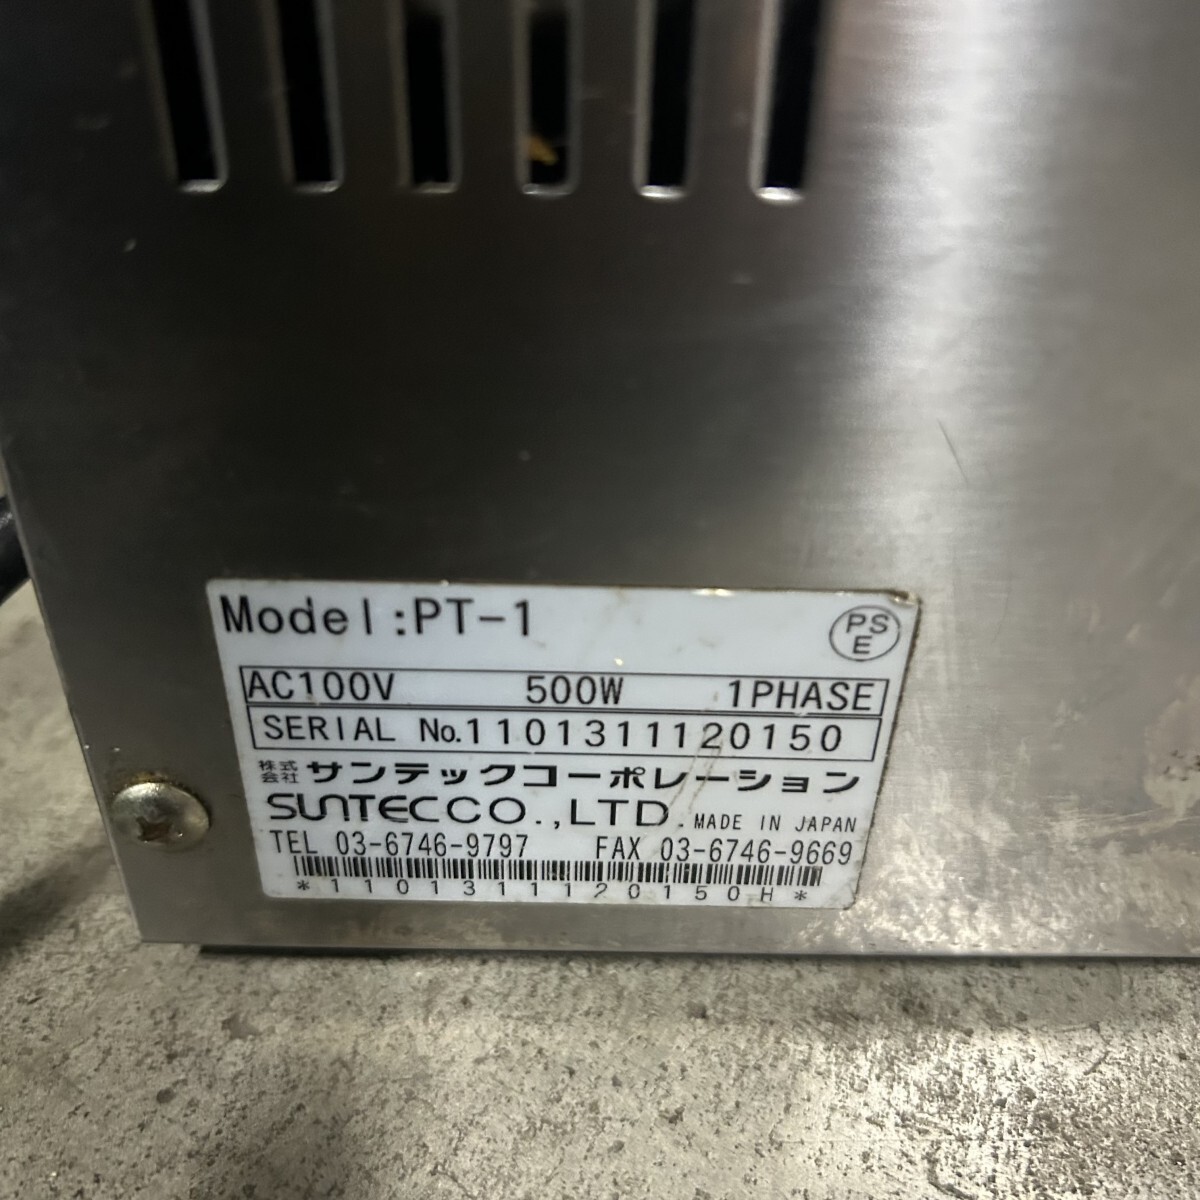 Model:PT-1
PS
E
AC100V 500W 1PHASE
SERIAL No.1101311120150
株式会社 サンテックコーポレーション
SUNTECCO.,LTD. MADE IN JAPAN
TEL 03-6746-9797 FAX 03-6746-9669
*1101311120150H*